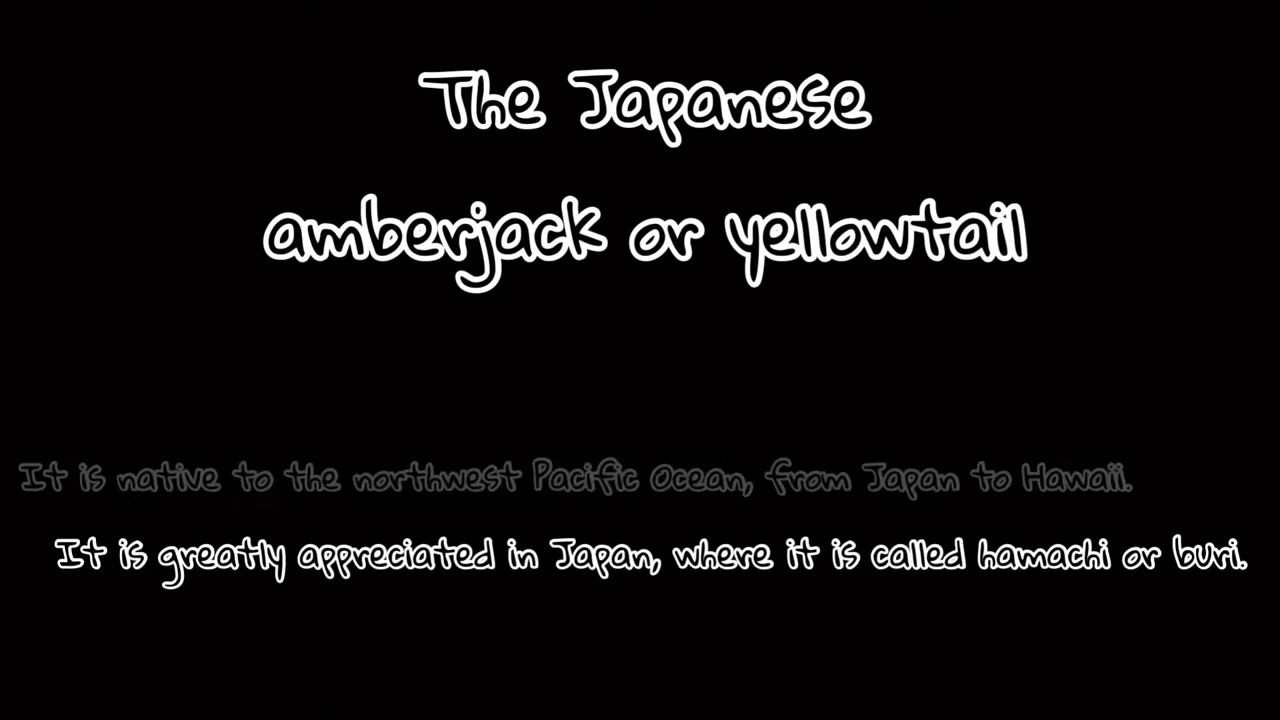 The Japanese
amberjack or yellowtail
It is native to the northwest Pacific Ocean, from Japan to Hawaii.
It is greatly appreciated in Japan, where it is called hamachi or buri.